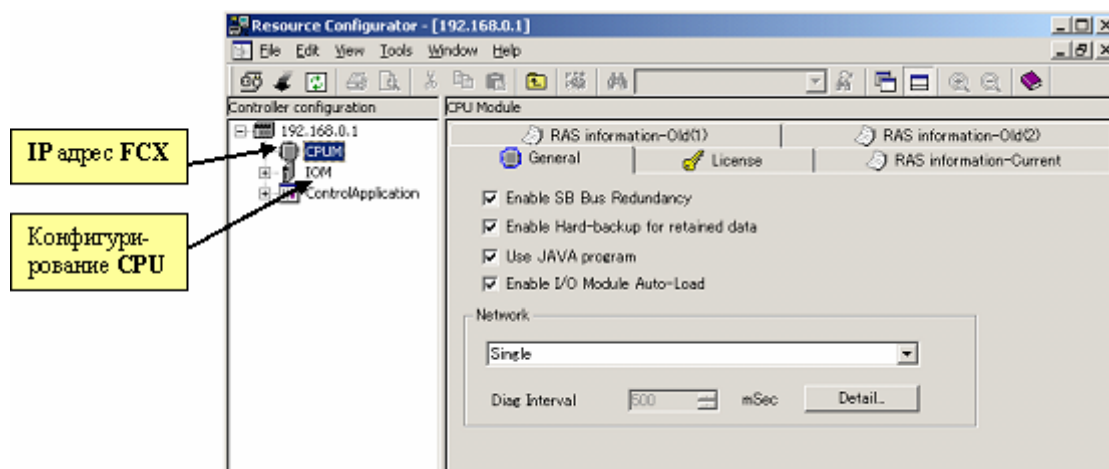 Resource Configurator - [192.168.0.1]
File Edit View Tools Window Help
Controller configuration
CPU Module
192.168.0.1
CPUM
IOM
ControlApplication
RAS information-Old(1)
RAS information-Old(2)
General
License
RAS information-Current
IP адрес FCX
Конфигури-
рование CPU
Enable SB Bus Redundancy
Enable Hard-backup for retained data
Use JAVA program
Enable I/O Module Auto-Load
Network
Single
Diag Interval 500 mSec Detail...